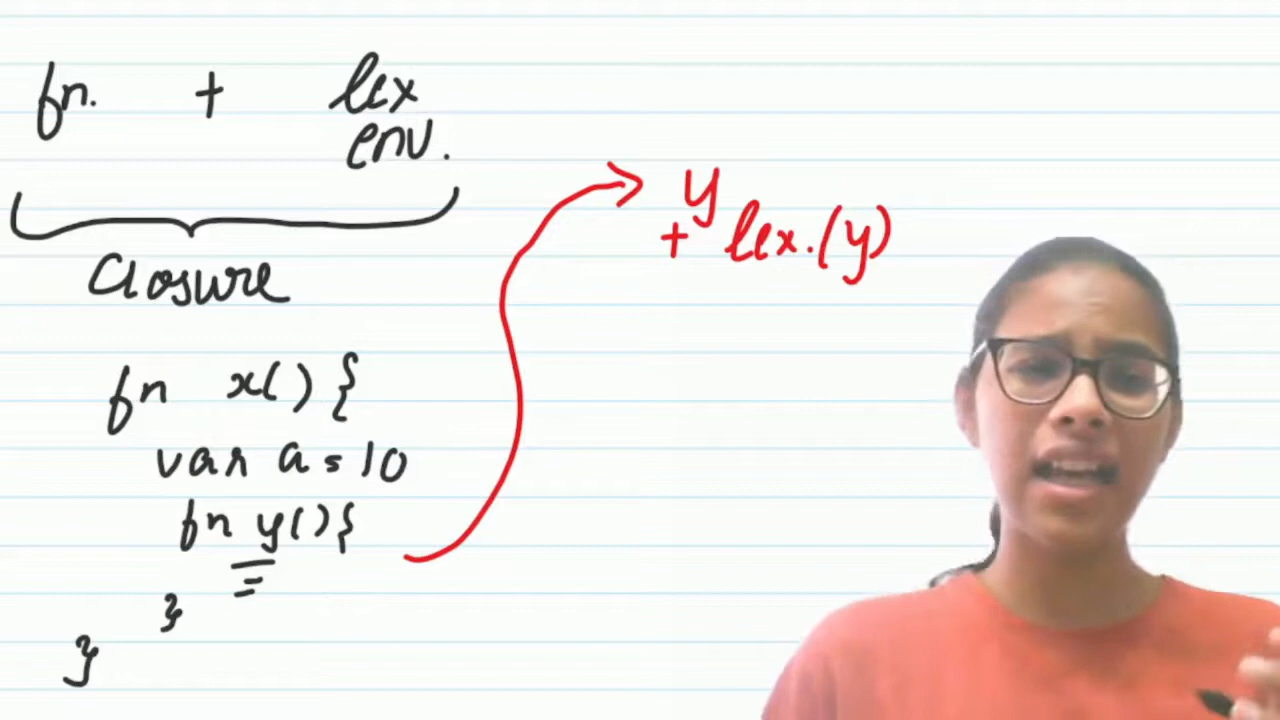 fn. + lex
env.
Closure
y
+ lex.(y)
fn x() {
var a = 10
fn y() {
}
}